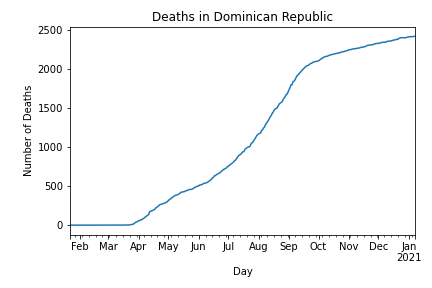 Deaths in Dominican Republic
Number of Deaths
2500
2000
1500
1000
500
0
Feb Mar Apr May Jun Jul Aug Sep Oct Nov Dec Jan
2021
Day